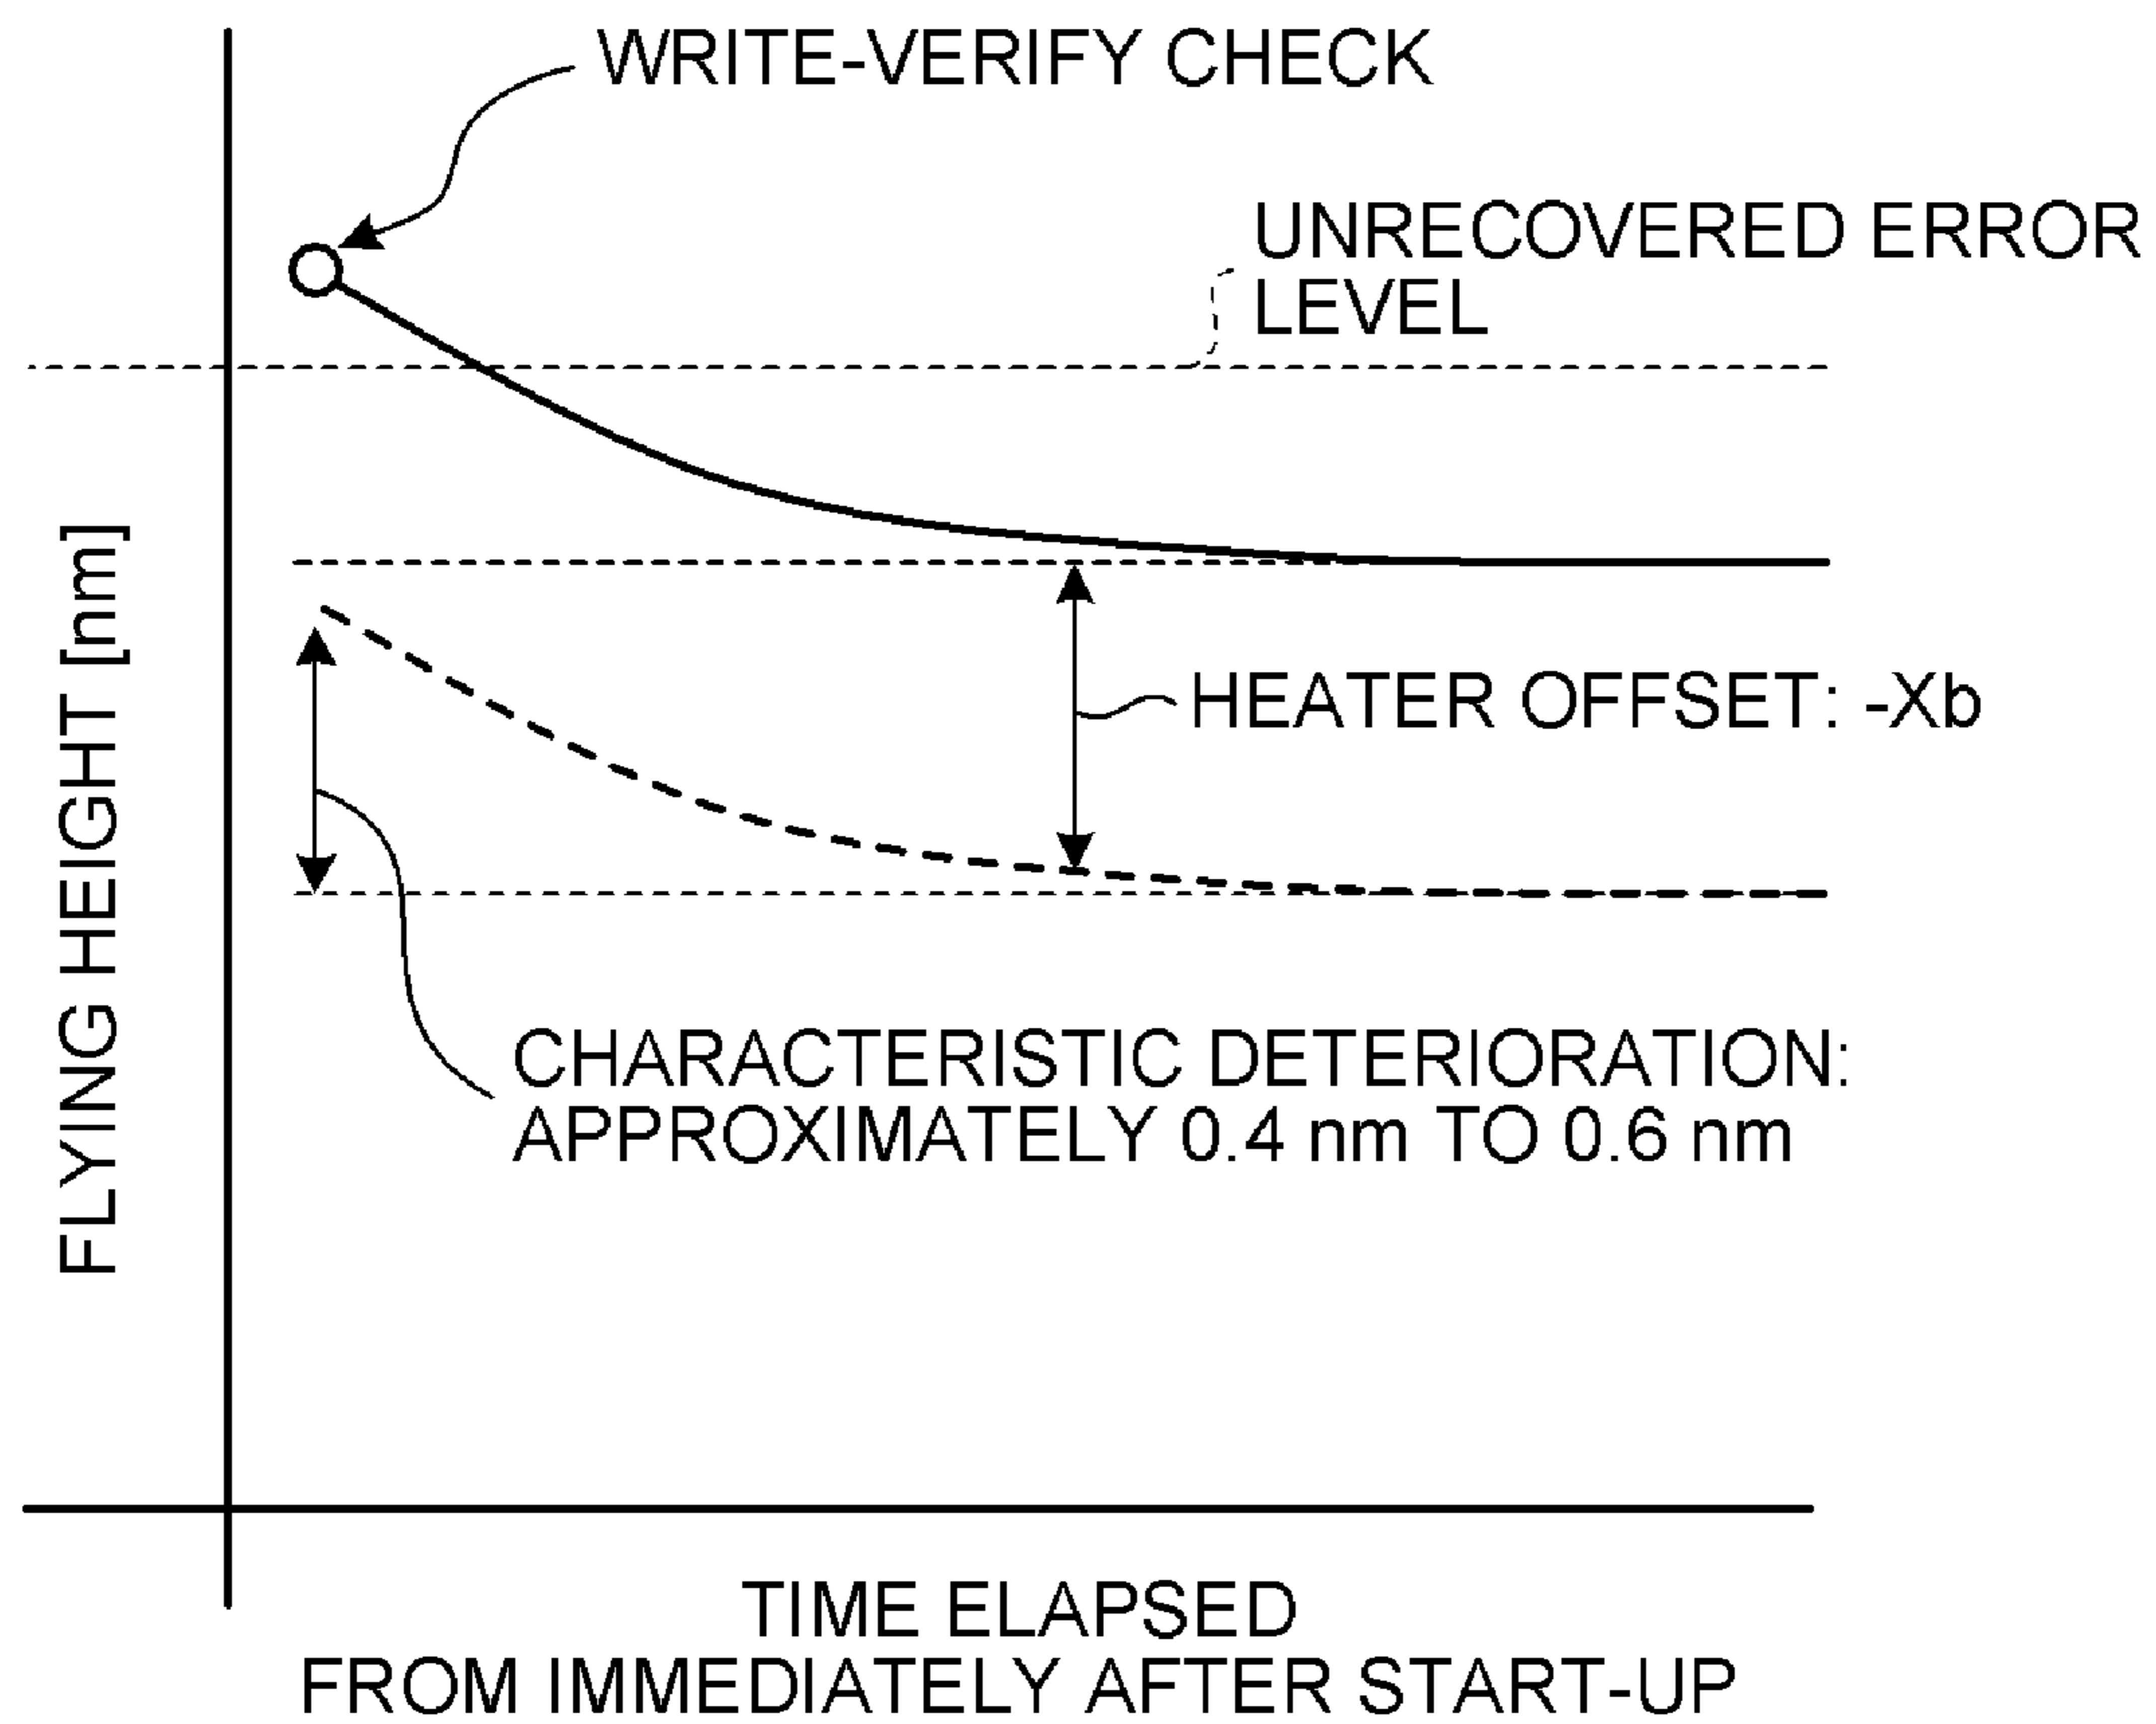 WRITE-VERIFY CHECK
UNRECOVERED ERROR
LEVEL
FLYING HEIGHT [nm]
HEATER OFFSET: -Xb
CHARACTERISTIC DETERIORATION:
APPROXIMATELY 0.4 nm TO 0.6 nm
TIME ELAPSED
FROM IMMEDIATELY AFTER START-UP